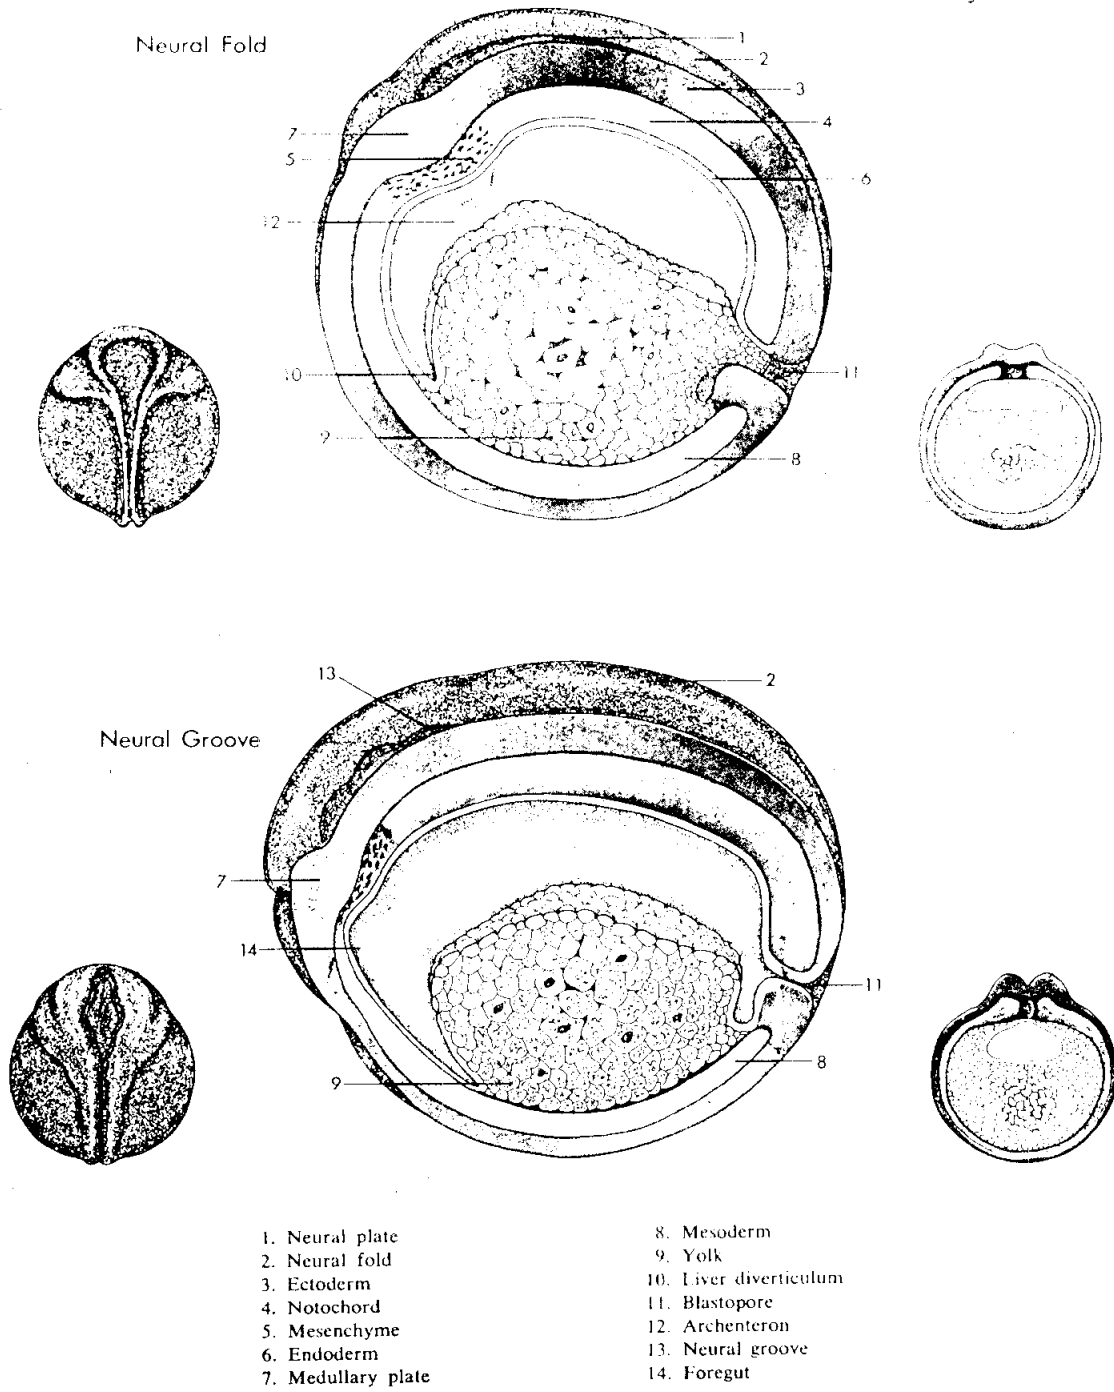 Neural Fold
1
2
3
7
4
5
6
12
10
11
9
8
13
2
Neural Groove
7
14
11
8
9
1. Neural plate
2. Neural fold
3. Ectoderm
4. Notochord
5. Mesenchyme
6. Endoderm
7. Medullary plate
8. Mesoderm
9. Yolk
10. Liver diverticulum
11. Blastopore
12. Archenteron
13. Neural groove
14. Foregut